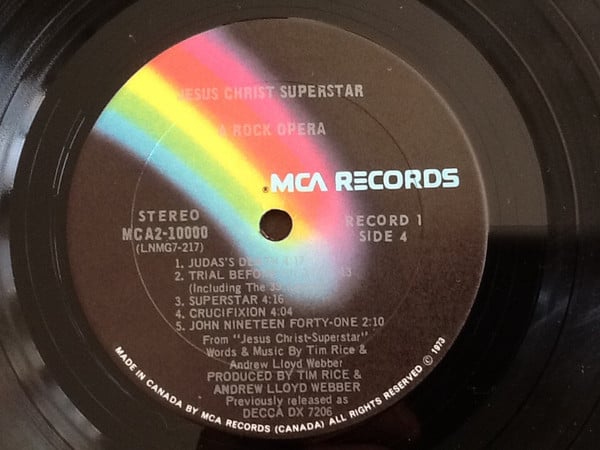 JESUS CHRIST SUPERSTAR
A ROCK OPERA
®MCA RECORDS
STEREO
MCA2-10000
(LNMG7-217)
RECORD 1
SIDE 4
1. JUDAS'S
2. TRIAL BEFORE
(Including The
3. SUPERSTAR 4:16
4. CRUCIFIXION 4:04
5. JOHN NINETEEN FORTY-ONE 2:10
From "Jesus Christ-Superstar"
Words & Music By Tim Rice &
Andrew Lloyd Webber
PRODUCED BY TIM RICE &
ANDREW LLOYD WEBBER
Previously released as
DECCA DX 7206
MADE IN CANADA BY MCA RECORDS (CANADA) ALL RIGHTS RESERVED © 1973